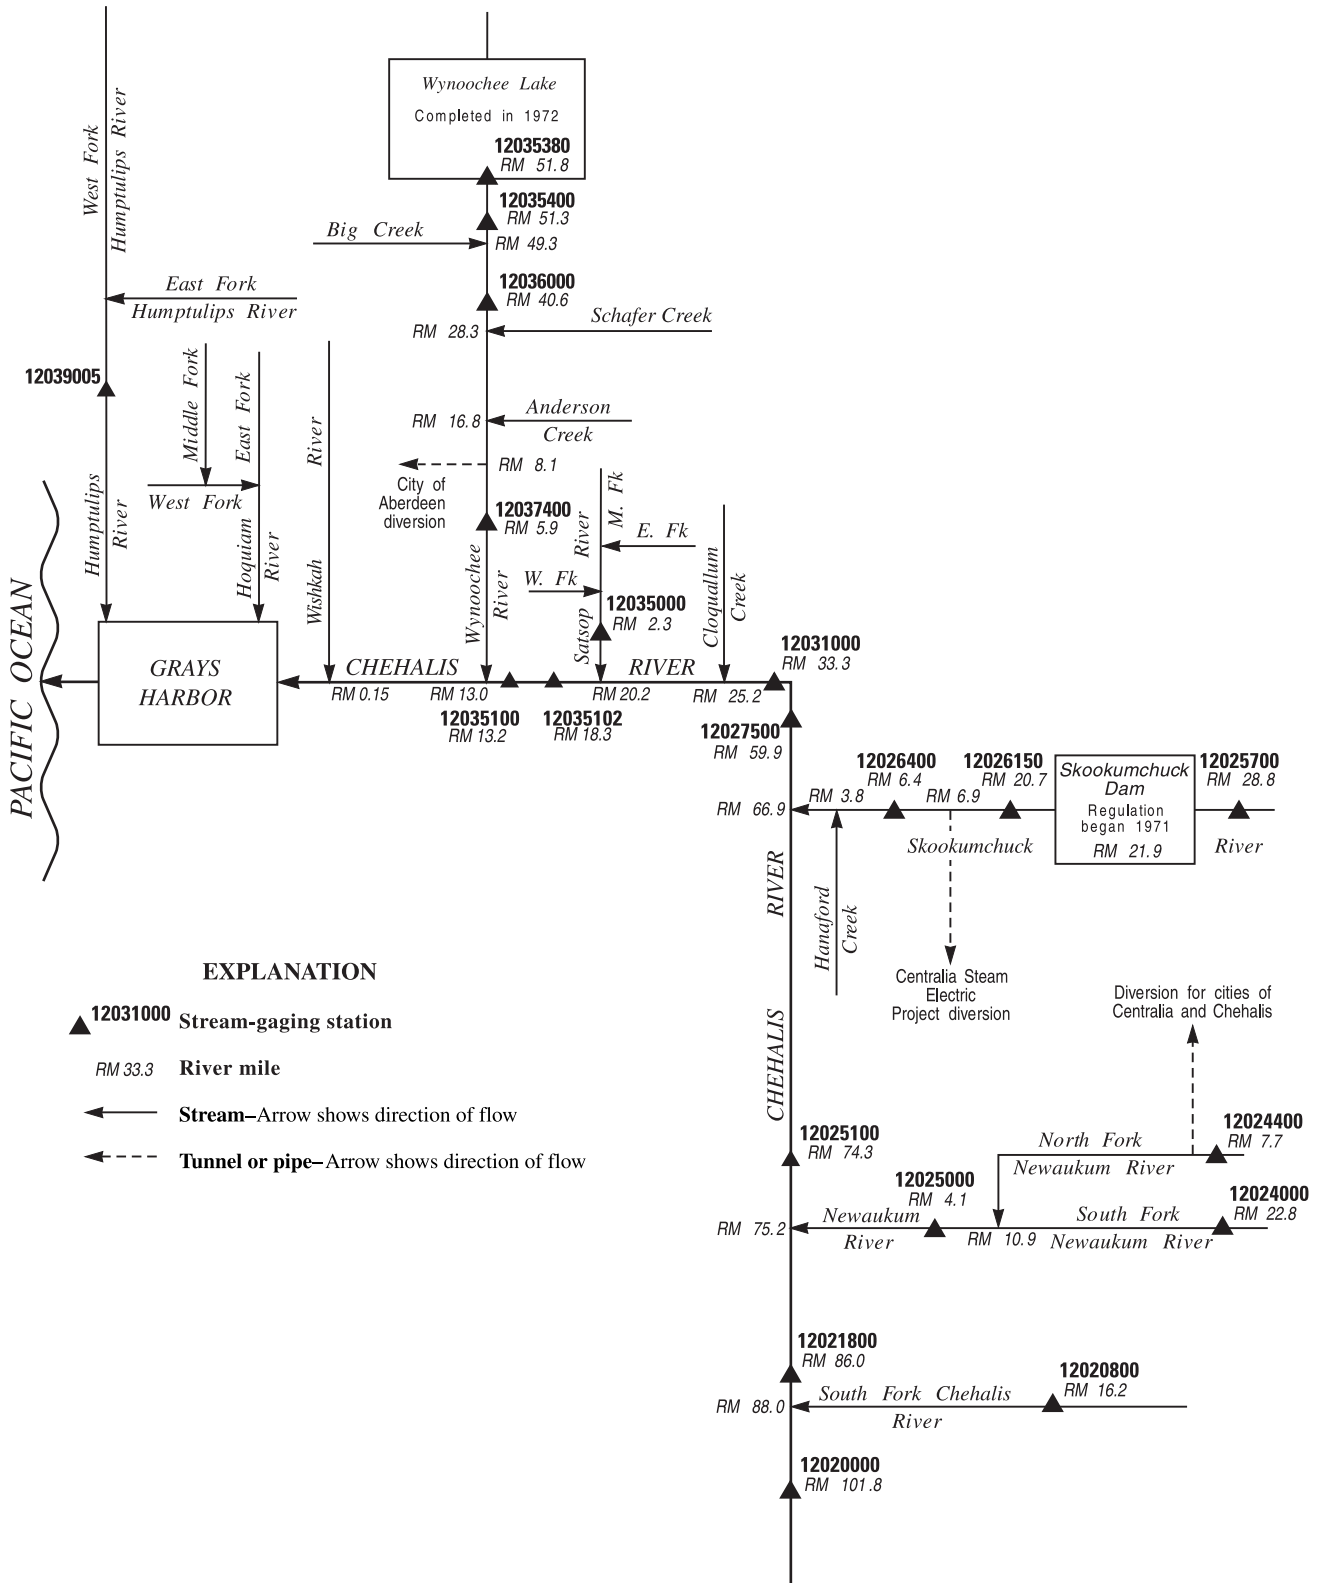 Wynoochee Lake
Completed in 1972
12035380
RM 51.8
12035400
RM 51.3
Big Creek
RM 49.3
12036000
RM 40.6
Schafer Creek
RM 28.3
West Fork
Humptulips River
East Fork
Humptulips River
12039005
Middle Fork
East Fork
West Fork
Hoquiam
River
Humptulips
River
River
Wishkah
RM 16.8
Anderson
Creek
RM 8.1
City of
Aberdeen
diversion
12037400
RM 5.9
Wynoochee
River
M. Fk
River
E. Fk
W. Fk
Satsop
12035000
RM 2.3
Cloquallum
Creek
PACIFIC OCEAN
GRAYS
HARBOR
CHEHALIS
RIVER
12031000
RM 33.3
RM 0.15
RM 13.0
RM 20.2
RM 25.2
12035100
RM 13.2
12035102
RM 18.3
12027500
RM 59.9
12026400
RM 6.4
12026150
RM 20.7
Skookumchuck
Dam
Regulation
began 1971
RM 21.9
12025700
RM 28.8
RM 66.9
RM 3.8
RM 6.9
Skookumchuck
River
RIVER
Hanaford
Creek
Centralia Steam
Electric
Project diversion
Diversion for cities of
Centralia and Chehalis
CHEHALIS
EXPLANATION
12031000 Stream-gaging station
RM 33.3 River mile
Stream–Arrow shows direction of flow
Tunnel or pipe–Arrow shows direction of flow
12025100
RM 74.3
North Fork
Newaukum River
12024400
RM 7.7
12025000
RM 4.1
12024000
RM 22.8
RM 75.2
Newaukum
River
RM 10.9
South Fork
Newaukum River
12021800
RM 86.0
12020800
RM 16.2
RM 88.0
South Fork Chehalis
River
12020000
RM 101.8